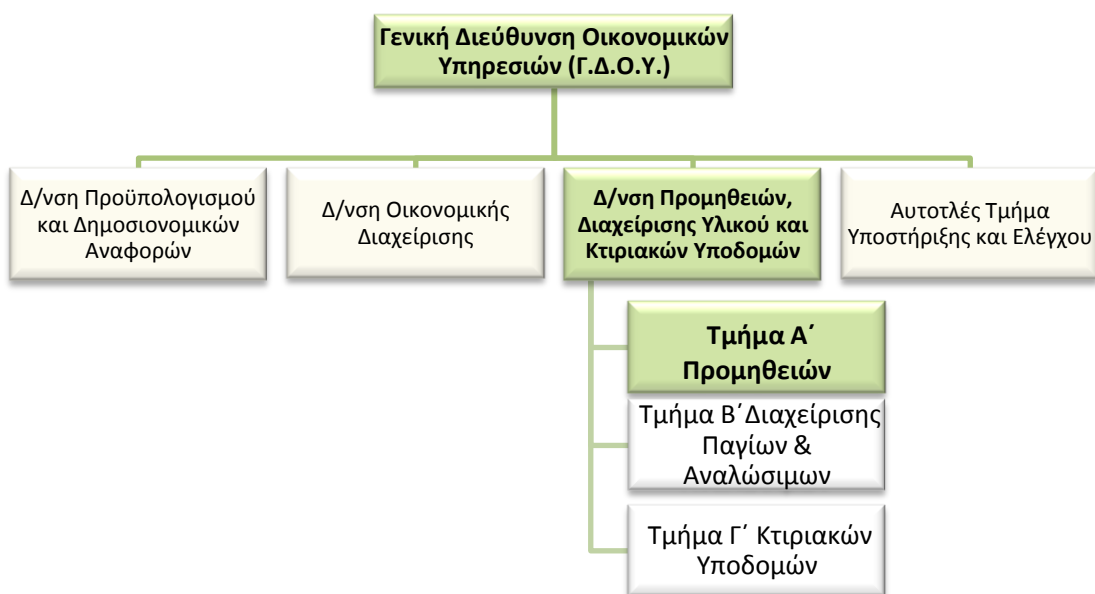 Γενική Διεύθυνση Οικονομικών
Υπηρεσιών (Γ.Δ.Ο.Υ.)
Δ/νση Προϋπολογισμού
και Δημοσιονομικών
Αναφορών
Δ/νση Οικονομικής
Διαχείρισης
Δ/νση Προμηθειών,
Διαχείρισης Υλικού και
Κτιριακών Υποδομών
Αυτοτλές Τμήμα
Υποστήριξης και Ελέγχου
Τμήμα Α΄
Προμηθειών
Τμήμα Β΄Διαχείρισης
Παγίων &
Αναλώσιμων
Τμήμα Γ΄ Κτιριακών
Υποδομών